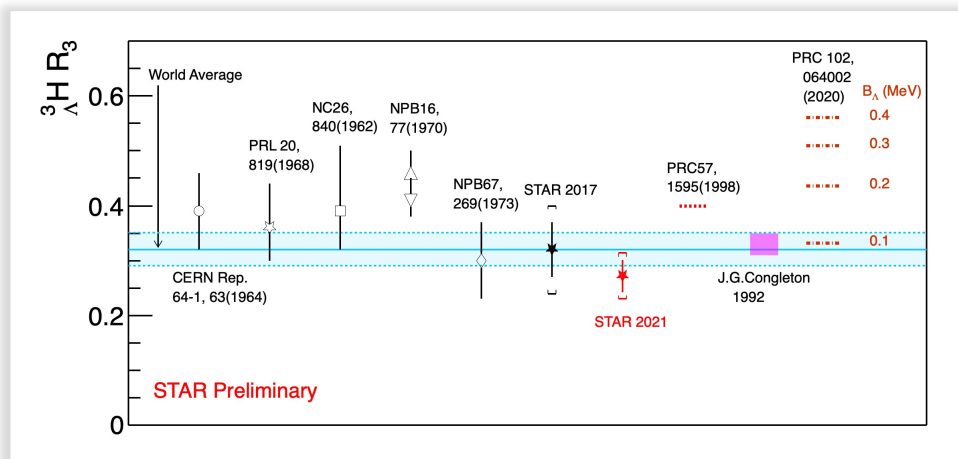 ³ΛH R₃
0.6
0.4
0.2
0
World Average
CERN Rep.
64-1, 63(1964)
PRL 20,
819(1968)
NC26,
840(1962)
NPB16,
77(1970)
NPB67,
269(1973)
STAR 2017
STAR 2021
PRC57,
1595(1998)
J.G.Congleton
1992
PRC 102,
064002
(2020)
BΛ (MeV)
0.4
0.3
0.2
0.1
STAR Preliminary